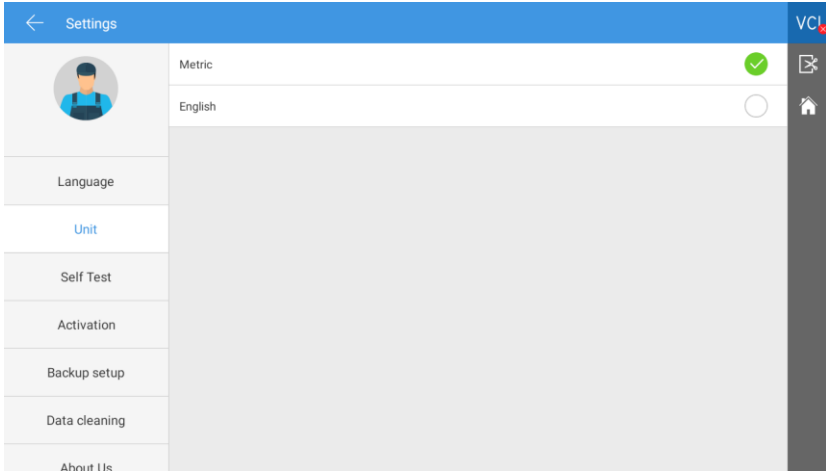 Settings
VCI
Metric
English
Language
Unit
Self Test
Activation
Backup setup
Data cleaning
About Us